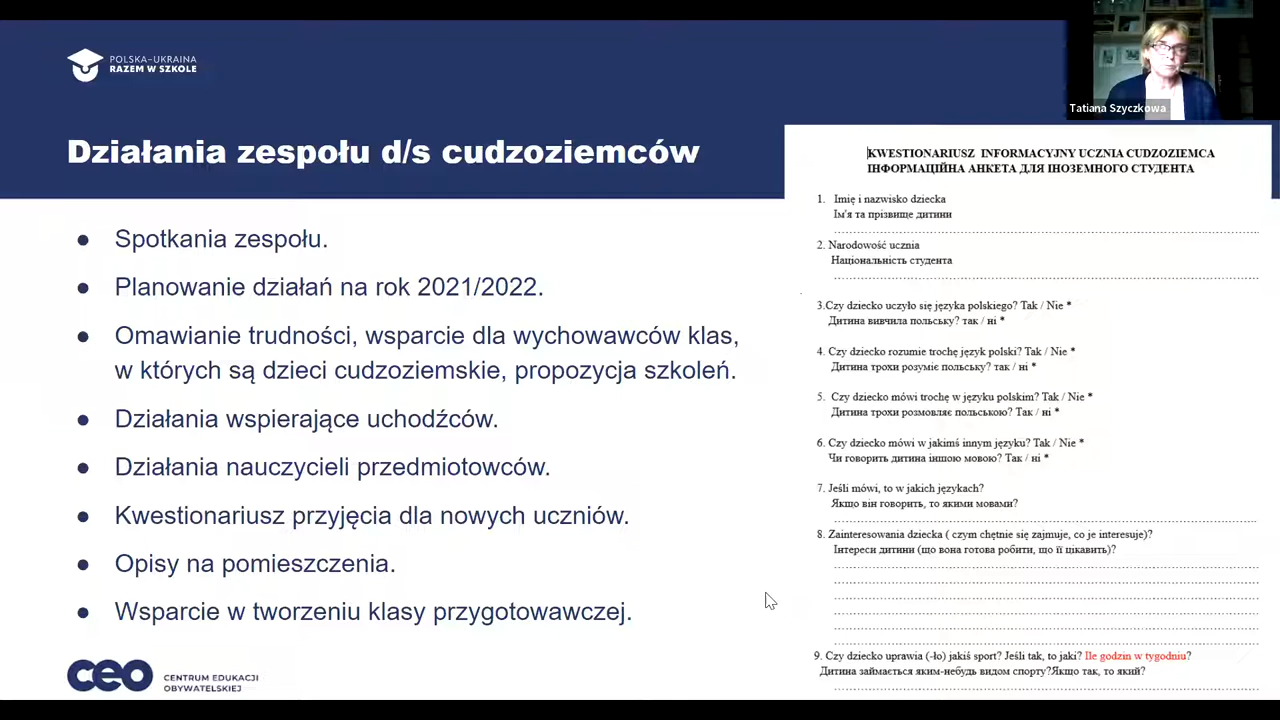 POLSKA-UKRAINA
RAZEM W SZKOLE
Tatiana Szyczkowa
Działania zespołu d/s cudzoziemców
● Spotkania zespołu.
● Planowanie działań na rok 2021/2022.
● Omawianie trudności, wsparcie dla wychowawców klas,
w których są dzieci cudzoziemskie, propozycja szkoleń.
● Działania wspierające uchodźców.
● Działania nauczycieli przedmiotowców.
● Kwestionariusz przyjęcia dla nowych uczniów.
● Opisy na pomieszczenia.
● Wsparcie w tworzeniu klasy przygotowawczej.
ceo CENTRUM EDUKACJI
OBYWATELSKIEJ
KWESTIONARIUSZ INFORMACYJNY UCZNIA CUDZOZIEMCA
ІНФОРМАЦІЙНА АНКЕТА ДЛЯ ІНОЗЕМНОГО СТУДЕНТА
1. Imię i nazwisko dziecka
Ім'я та прізвище дитини
2. Narodowość ucznia
Національність студента
3.Czy dziecko uczyło się języka polskiego? Tak / Nie *
Дитина вивчила польську? так / ні *
4. Czy dziecko rozumie trochę język polski? Tak / Nie *
Дитина трохи розуміє польську? так / ні *
5. Czy dziecko mówi trochę w języku polskim? Tak / Nie *
Дитина трохи розмовляє польською? Так / ні *
6. Czy dziecko mówi w jakimś innym języku? Tak / Nie *
Чи говорить дитина іншою мовою? Так / ні *
7. Jeśli mówi, to w jakich językach?
Якщо він говорить, то якими мовами?
8. Zainteresowania dziecka ( czym chętnie się zajmuje, co je interesuje)?
Інтереси дитини (що вона готова робити, що її цікавить)?
9. Czy dziecko uprawia (-ło) jakiś sport? Jeśli tak, to jaki? Ile godzin w tygodniu?
Дитина займається яким-небудь видом спорту?Якщо так, то який?